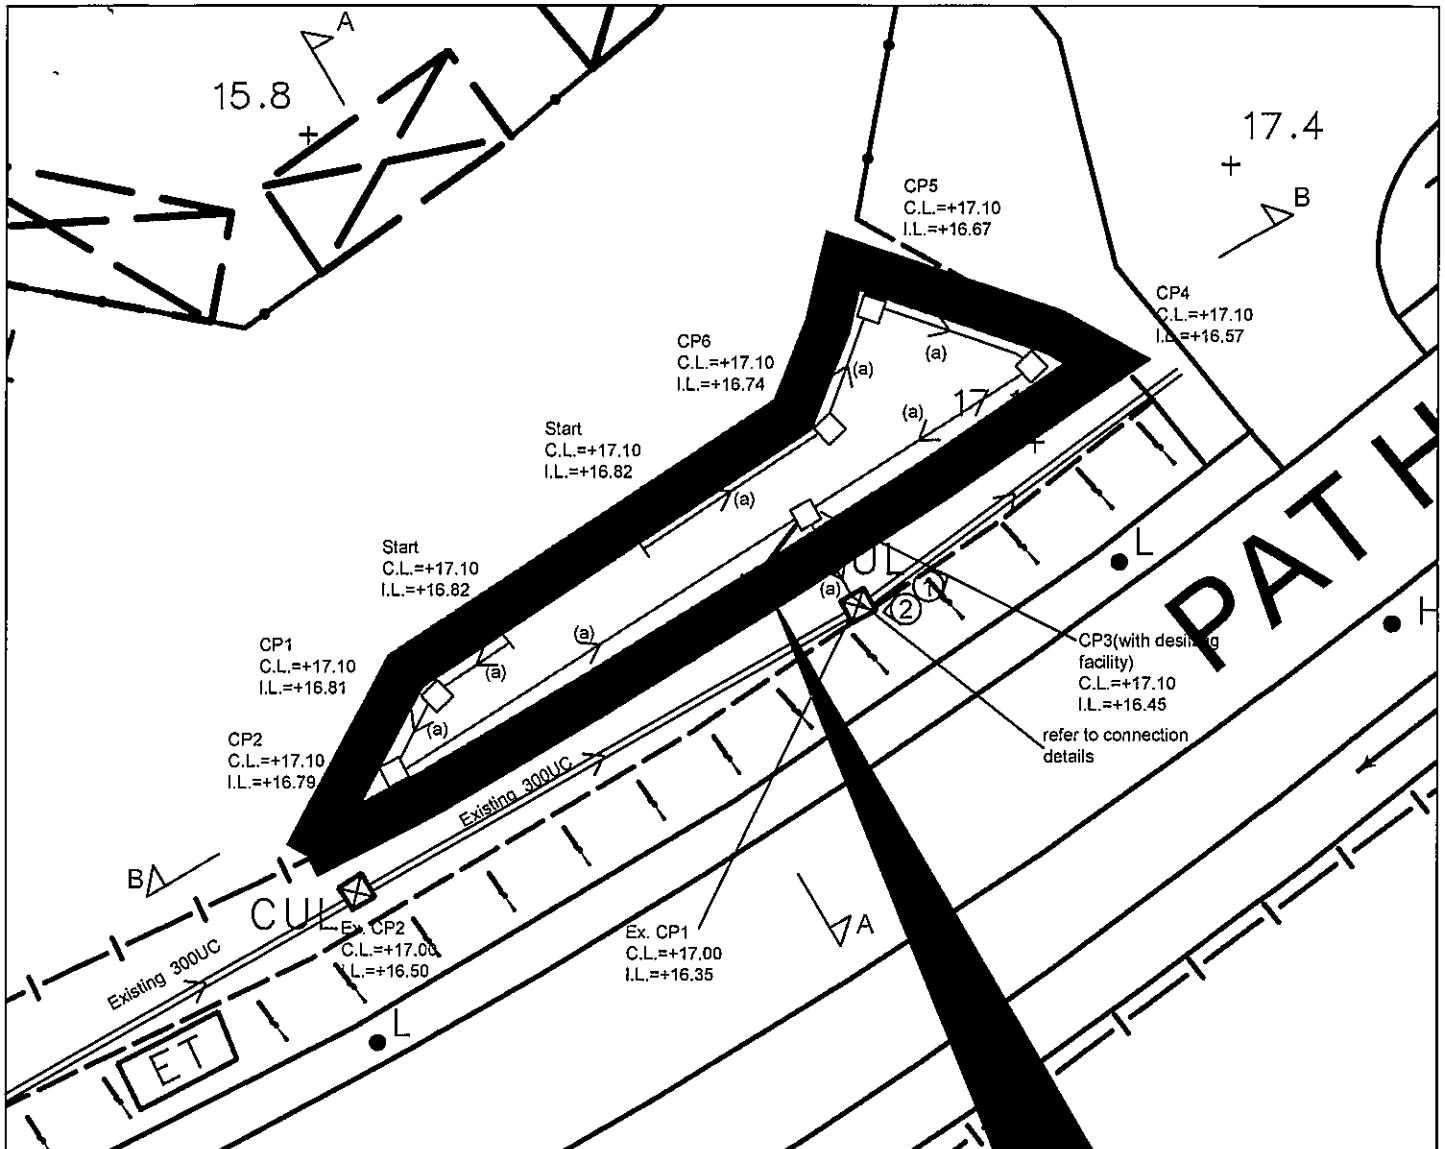 A
15.8
17.4
B
CP5
C.L.=+17.10
I.L.=+16.67
CP4
C.L.=+17.10
I.L.=+16.57
CP6
C.L.=+17.10
I.L.=+16.74
(a)
(a)
(a)
Start
C.L.=+17.10
I.L.=+16.82
(a)
Start
C.L.=+17.10
I.L.=+16.82
CP1
C.L.=+17.10
I.L.=+16.81
(a)
(a)
(a)
(a)
CP2
C.L.=+17.10
I.L.=+16.79
1
2
L
PATH
H
CP3(with desilting
facility)
C.L.=+17.10
I.L.=+16.45
refer to connection
details
Existing 300UC
B
CUL
Ex. CP2
C.L.=+17.00
I.L.=+16.50
Ex. CP1
C.L.=+17.00
I.L.=+16.35
A
Existing 300UC
L
ET